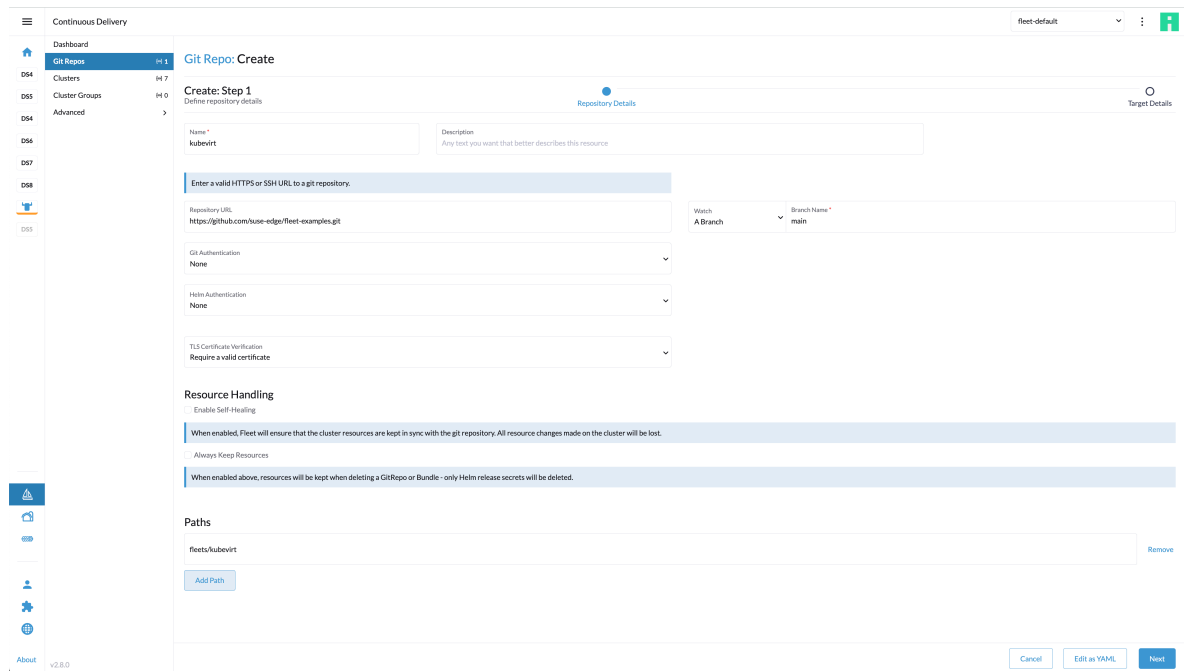 Continuous Delivery
fleet-default
Dashboard
Git Repos 1
Clusters 7
Cluster Groups 0
Advanced
DS4
DS5
DS4
DS6
DS7
DS8
DS5
About
v2.8.0
Git Repo: Create
Create: Step 1
Define repository details
Repository Details
Target Details
Name *
kubevirt
Description
Any text you want that better describes this resource
Enter a valid HTTPS or SSH URL to a git repository.
Repository URL
https://github.com/suse-edge/fleet-examples.git
Watch
A Branch
Branch Name *
main
Git Authentication
None
Helm Authentication
None
TLS Certificate Verification
Require a valid certificate
Resource Handling
Enable Self-Healing
When enabled, Fleet will ensure that the cluster resources are kept in sync with the git repository. All resource changes made on the cluster will be lost.
Always Keep Resources
When enabled above, resources will be kept when deleting a GitRepo or Bundle - only Helm release secrets will be deleted.
Paths
fleets/kubevirt
Remove
Add Path
Cancel
Edit as YAML
Next